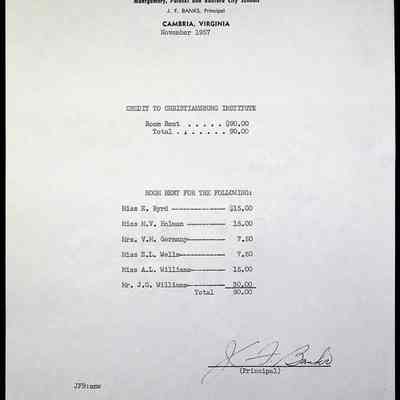 Montgomery, Pulaski and Radford City Schools
J. F. BANKS, Principal
CAMBRIA, VIRGINIA
November 1957
CREDIT TO CHRISTIANSBURG INSTITUTE
Room Rent . . . . . $90.00
Total . . . . . . . 90.00
ROOM RENT FOR THE FOLLOWING:
Miss E. Byrd ------------- $15.00
Miss M.V. Holman --------- 15.00
Mrs. V.M. Germany--------- 7.50
Miss E.L. Wells----------- 7.50
Miss A.L. Williams-------- 15.00
Mr. J.G. Williams--------- 30.00
Total 90.00
J F Banks
(Principal)
JFB:amw